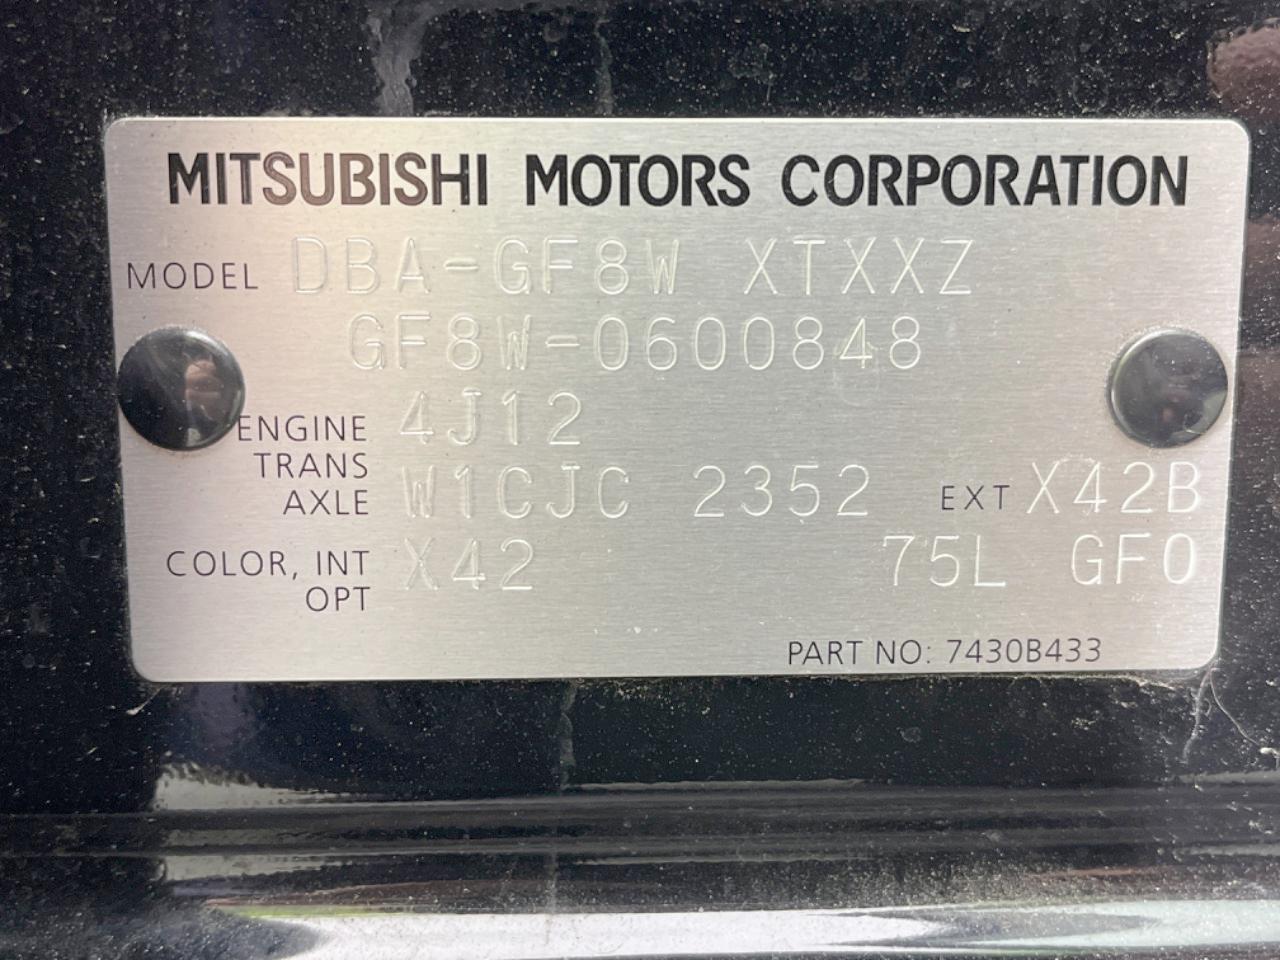 MITSUBISHI MOTORS CORPORATION
MODEL DBA-GF8W XTXXZ
GF8W-0600848
ENGINE 4J12
TRANS
AXLE W1CJC 2352 EXT X42B
COLOR, INT X42 75L GF0
OPT
PART NO: 7430B433